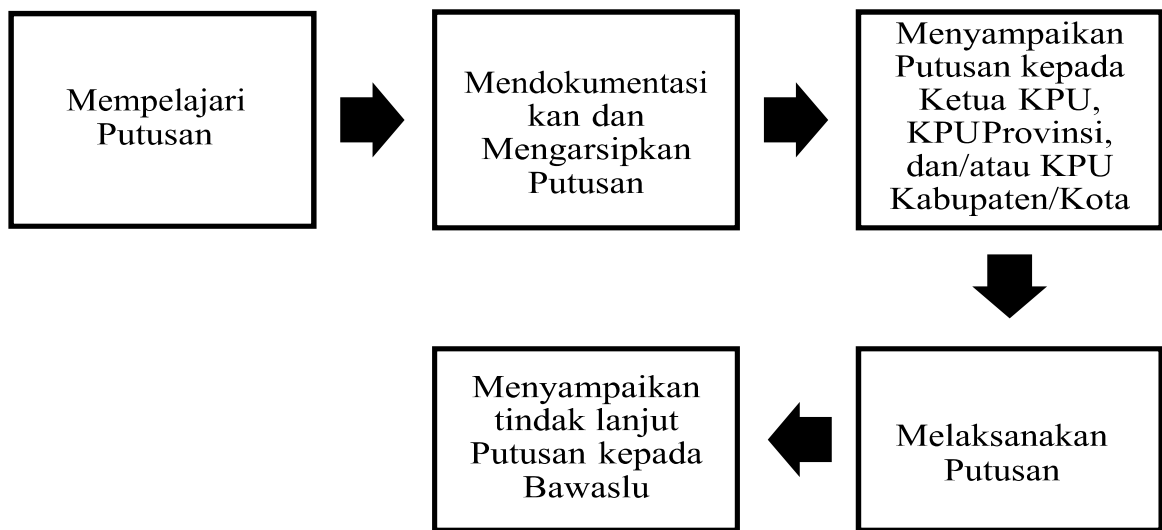 Mempelajari
Putusan
Mendokumentasi
kan dan
Mengarsipkan
Putusan
Menyampaikan
Putusan kepada
Ketua KPU,
KPUProvinsi,
dan/atau KPU
Kabupaten/Kota
Melaksanakan
Putusan
Menyampaikan
tindak lanjut
Putusan kepada
Bawaslu